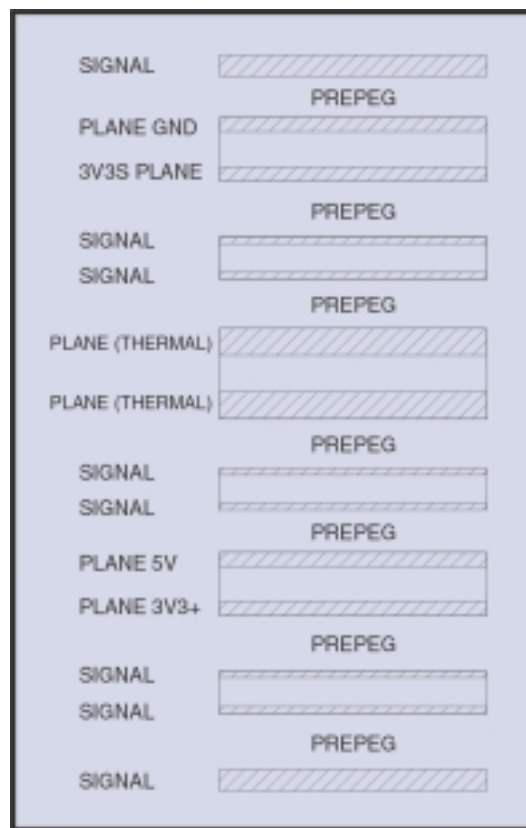 SIGNAL
PREPEG
PLANE GND
3V3S PLANE
PREPEG
SIGNAL
SIGNAL
PREPEG
PLANE (THERMAL)
PLANE (THERMAL)
PREPEG
SIGNAL
SIGNAL
PREPEG
PLANE 5V
PLANE 3V3+
PREPEG
SIGNAL
SIGNAL
PREPEG
SIGNAL